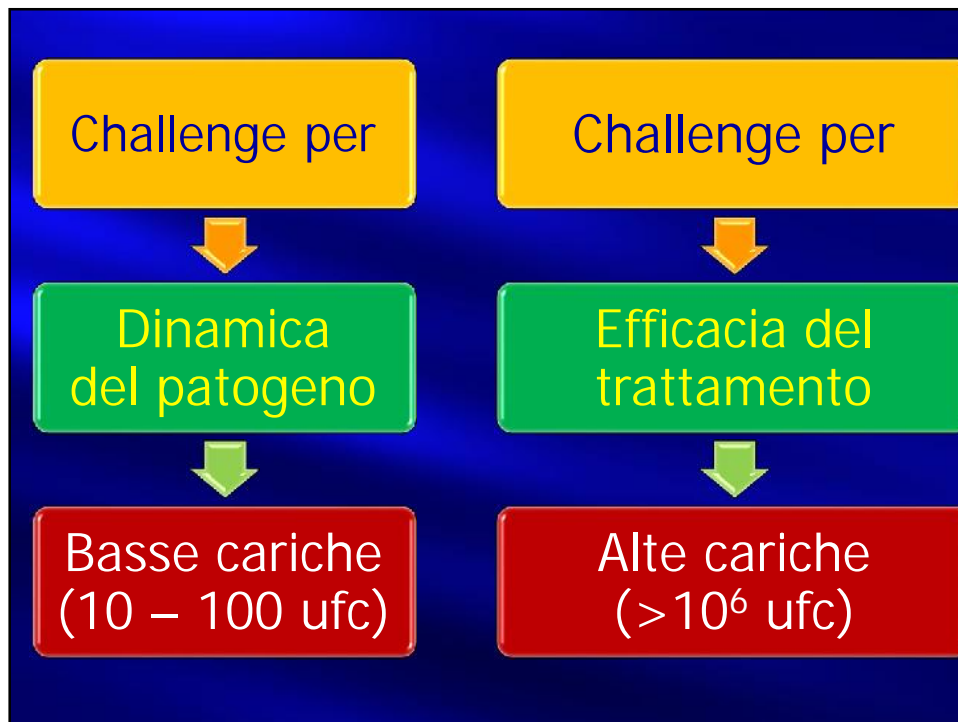 Challenge per
Dinamica
del patogeno
Basse cariche
(10 – 100 ufc)
Challenge per
Efficacia del
trattamento
Alte cariche
(>10⁶ ufc)